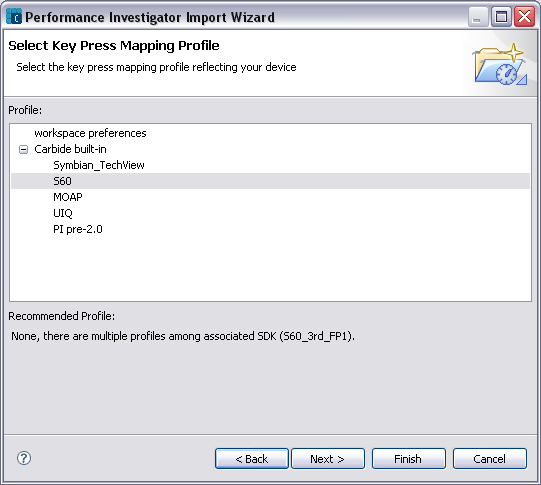 Performance Investigator Import Wizard
Select Key Press Mapping Profile
Select the key press mapping profile reflecting your device
Profile:
workspace preferences
Carbide built-in
Symbian_TechView
S60
MOAP
UIQ
PI pre-2.0
Recommended Profile:
None, there are multiple profiles among associated SDK (S60_3rd_FP1).
< Back
Next >
Finish
Cancel